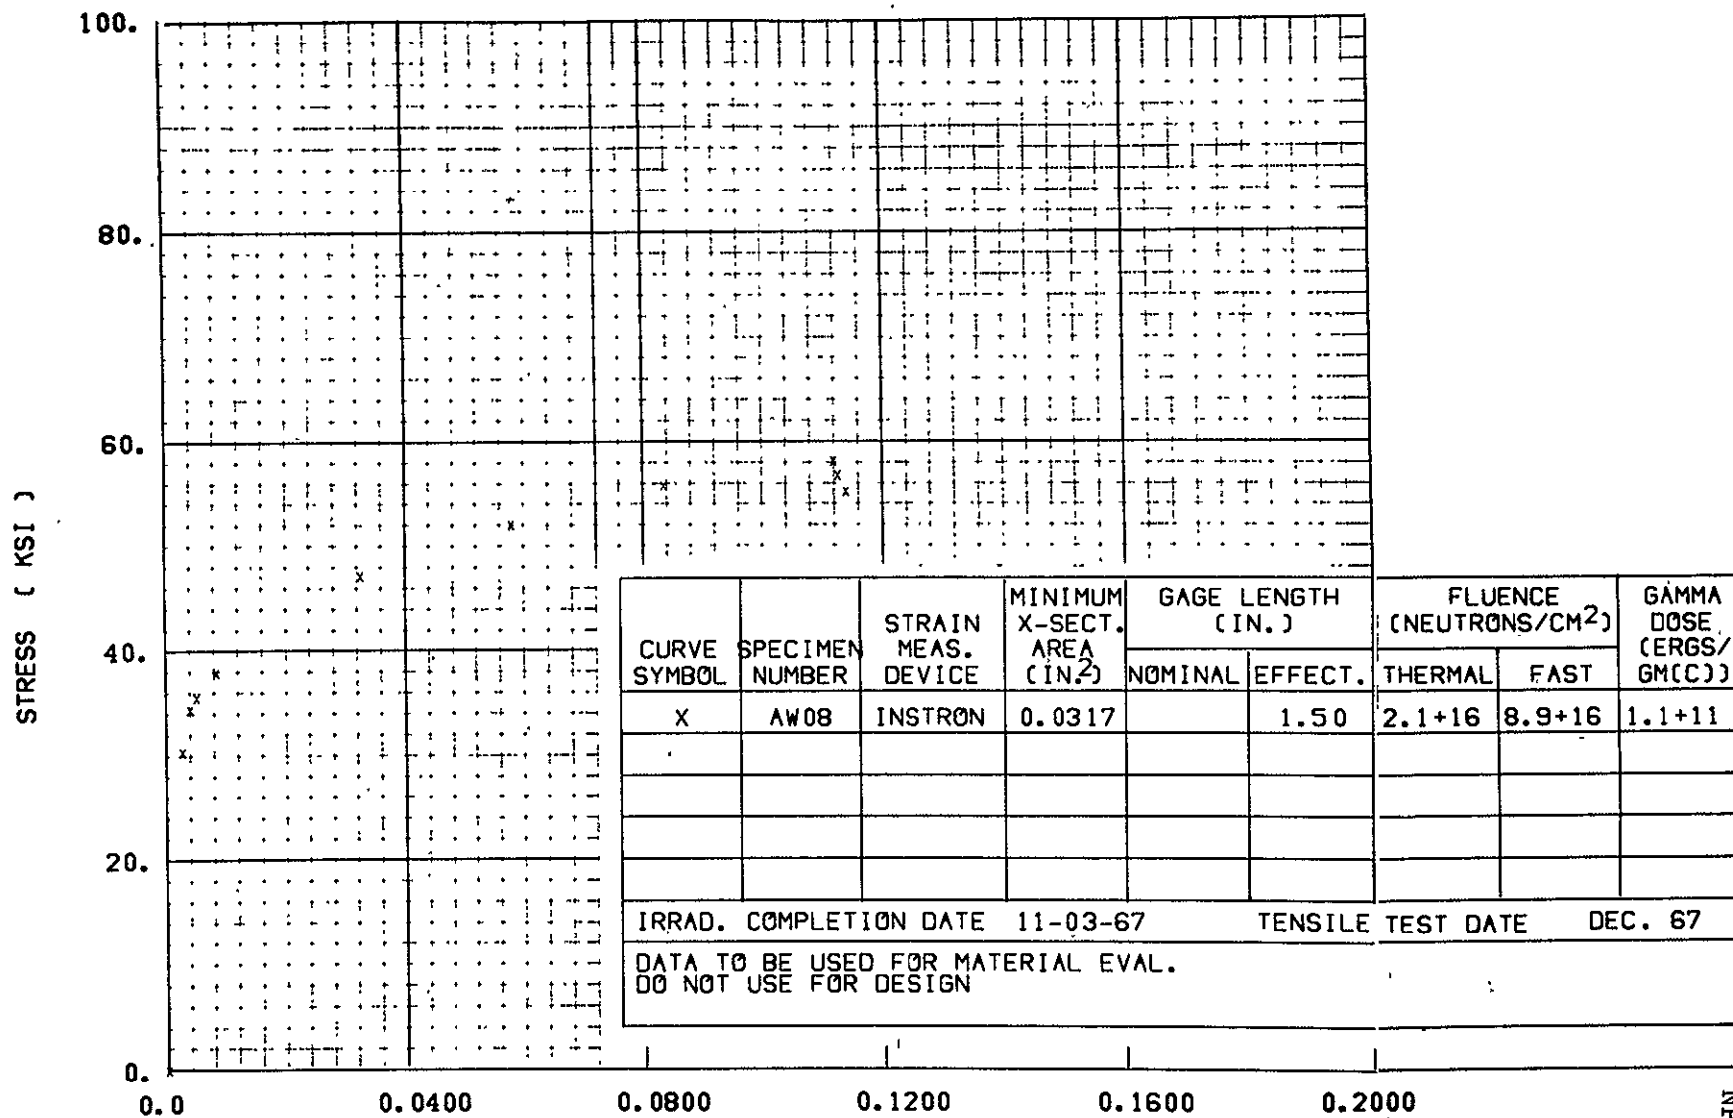 100.
80.
60.
40.
20.
0.
STRESS ( KSI )
0.0 0.0400 0.0800 0.1200 0.1600 0.2000
CURVE SYMBOL
SPECIMEN NUMBER
STRAIN MEAS. DEVICE
MINIMUM X-SECT. AREA (IN.2)
GAGE LENGTH (IN.)
NOMINAL EFFECT.
FLUENCE (NEUTRONS/CM2)
THERMAL FAST
GAMMA DOSE (ERGS/ GM(C))
X AW08 INSTRON 0.0317 1.50 2.1+16 8.9+16 1.1+11
IRRAD. COMPLETION DATE 11-03-67 TENSILE TEST DATE DEC. 67
DATA TO BE USED FOR MATERIAL EVAL.
DO NOT USE FOR DESIGN